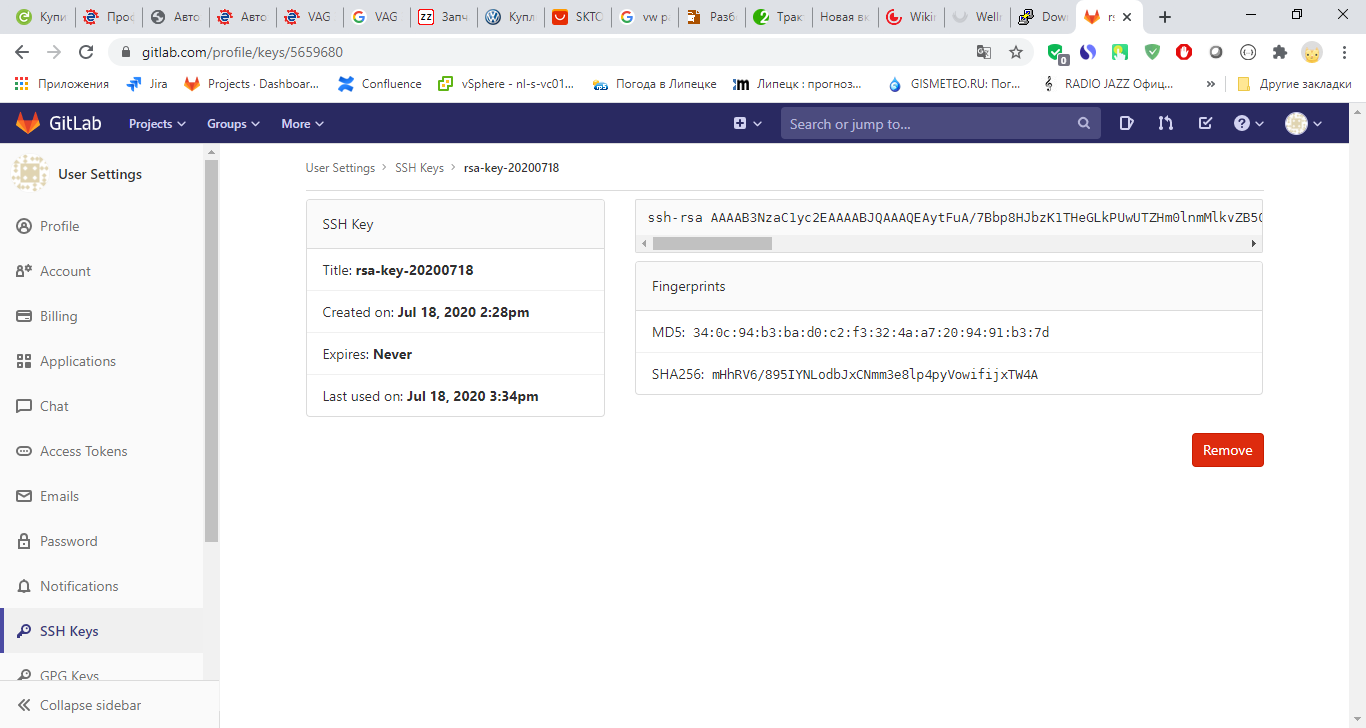 Купи
Прос
Авто
Авто
VAG
VAG
Запч
Купл
SKTC
vw ра
Разб
Трак
Новая вк
Wikin
Welln
Dow
gitlab.com/profile/keys/5659680
0
Приложения
Jira
Projects · Dashboar...
Confluence
vSphere - nl-s-vc01...
Погода в Липецке
Липецк : прогноз...
GISMETEO.RU: Пог...
RADIO JAZZ Офиц...
»
Другие закладки
GitLab
Projects
Groups
More
Search or jump to...
User Settings
Profile
Account
Billing
Applications
Chat
Access Tokens
Emails
Password
Notifications
SSH Keys
GPG Keys
Collapse sidebar
User Settings > SSH Keys > rsa-key-20200718
SSH Key
Title: rsa-key-20200718
Created on: Jul 18, 2020 2:28pm
Expires: Never
Last used on: Jul 18, 2020 3:34pm
ssh-rsa AAAAB3NzaC1yc2EAAAABJQAAAQEAytFuA/7Bbp8HJbzK1THeGLkPUwUTZHm0lnmMlkvZB5
Fingerprints
MD5: 34:0c:94:b3:ba:d0:c2:f3:32:4a:a7:20:94:91:b3:7d
SHA256: mHhRV6/895IYNLodbJxCNmm3e8lp4pyVowifijxTW4A
Remove